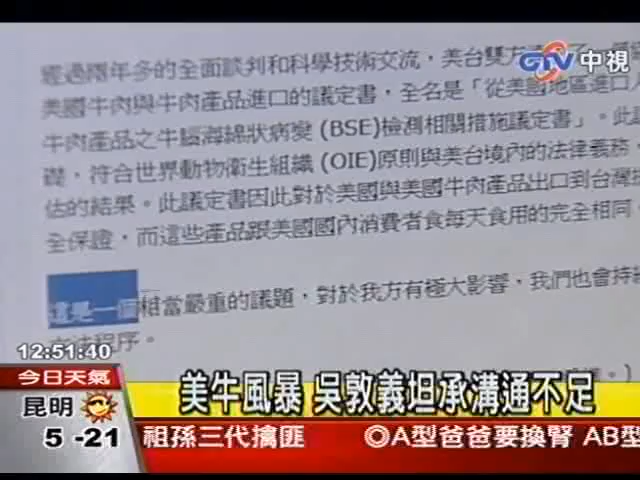 CTV中視
經過兩年多的全面談判和科學技術交流，美台雙方
美國牛肉與牛肉產品進口的議定書，全名是「從美國地區進口
牛肉產品之牛腦海綿狀病變 (BSE)檢測相關措施議定書」。此
礎，符合世界動物衛生組織 (OIE)原則與美台境內的法律義務，
估的結果。此議定書因此對於美國與美國牛肉產品出口到台灣
全保證，而這些產品跟美國國內消費者食每天食用的完全相同
這是一個相當嚴重的議題，對於我方有極大影響，我們也會持
程序。
12:51:40
今日天氣
昆明
5 -21
美牛風暴 吳敦義坦承溝通不足
祖孫三代擒匪 ◎A型爸爸要換腎 AB型